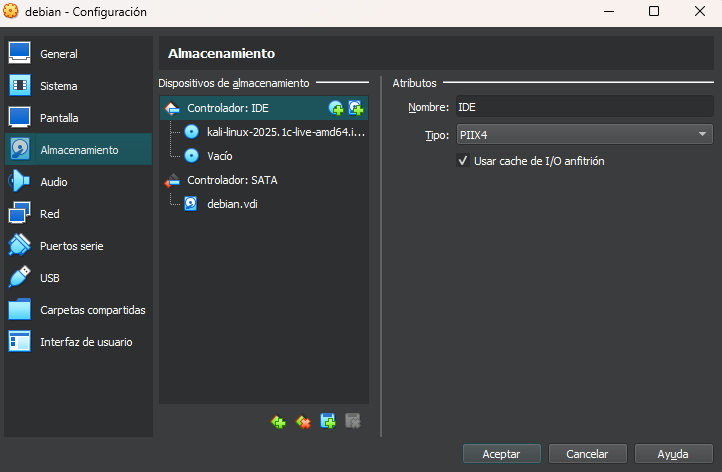 debian - Configuración
General
Sistema
Pantalla
Almacenamiento
Audio
Red
Puertos serie
USB
Carpetas compartidas
Interfaz de usuario
Almacenamiento
Dispositivos de almacenamiento
Controlador: IDE
kali-linux-2025.1c-live-amd64.i...
Vacío
Controlador: SATA
debian.vdi
Atributos
Nombre: IDE
Tipo: PIIX4
Usar cache de I/O anfitrión
Aceptar Cancelar Ayuda